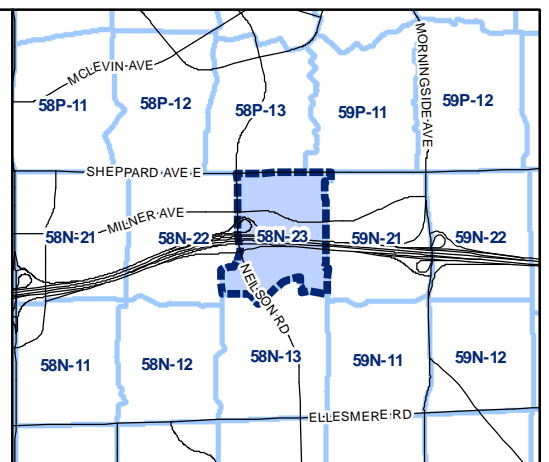 MCLEVIN AVE
MORNINGSIDE AVE
58P-11
58P-12
58P-13
59P-11
59P-12
SHEPPARD AVE E
MILNER AVE
58N-21
58N-22
58N-23
59N-21
59N-22
NEILSON RD
58N-11
58N-12
58N-13
59N-11
59N-12
ELLESMERE RD